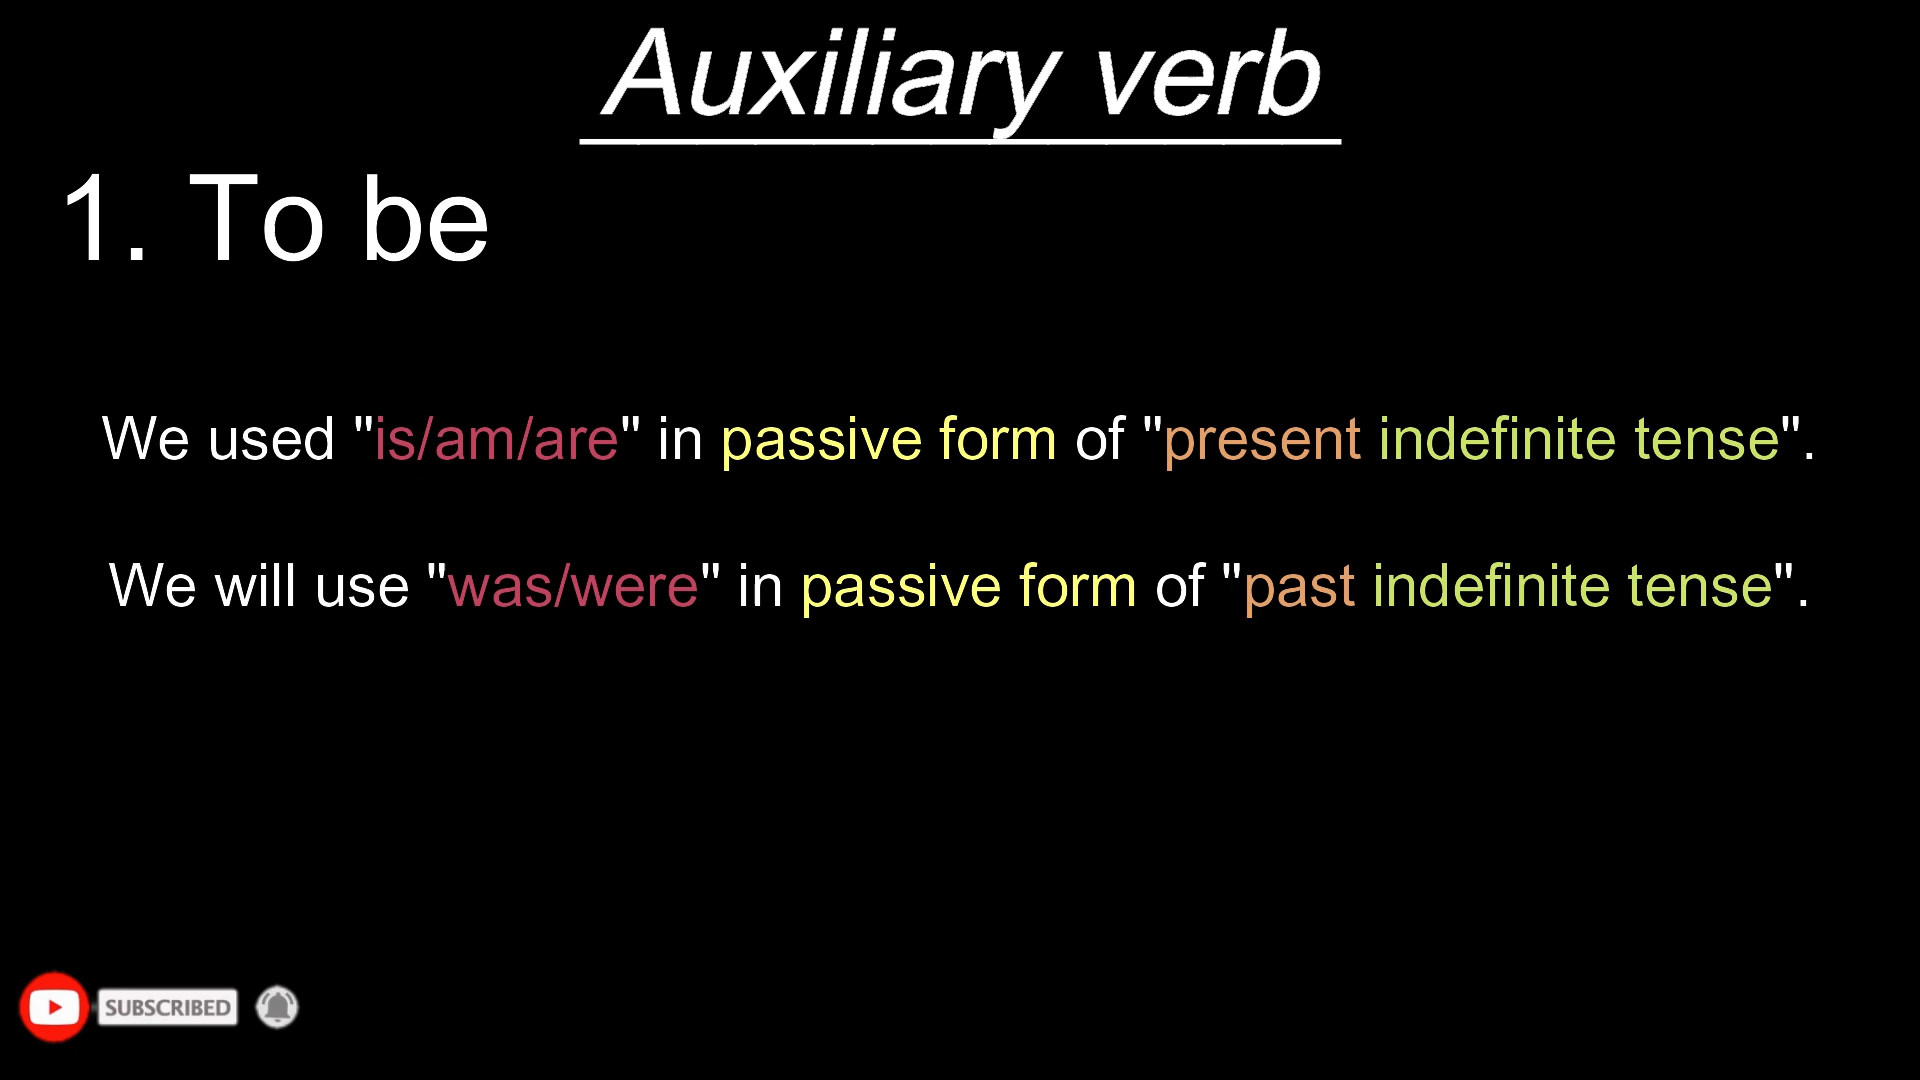 Auxiliary verb
1. To be
We used "is/am/are" in passive form of "present indefinite tense".
We will use "was/were" in passive form of "past indefinite tense".
SUBSCRIBED